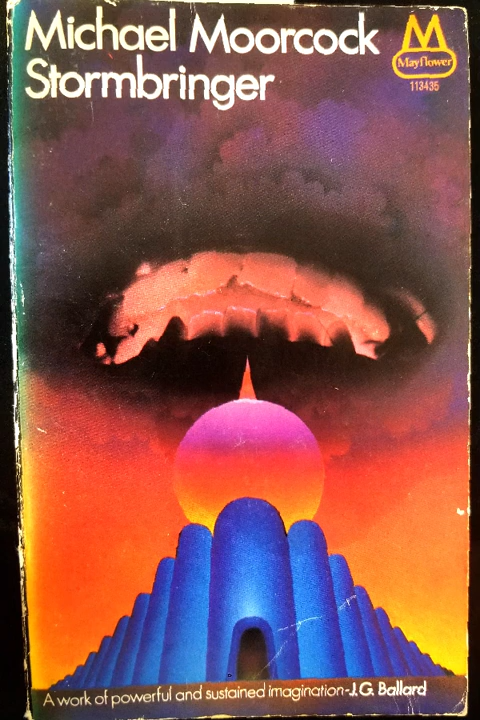 Michael Moorcock
Stormbringer
M
Mayflower
113435
A work of powerful and sustained imagination-J.G. Ballard